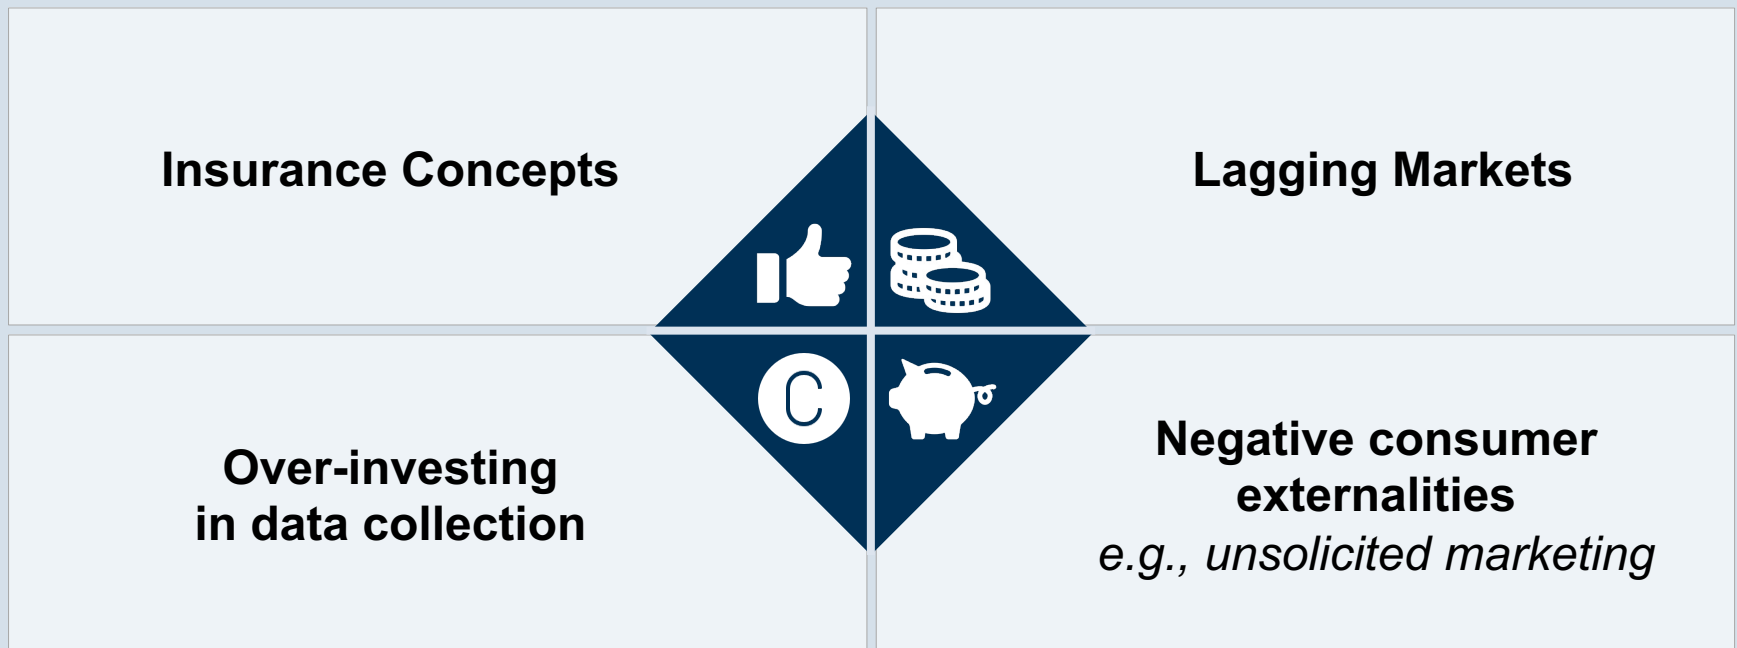 Insurance Concepts
Lagging Markets
C
Over-investing
in data collection
Negative consumer
externalities
e.g., unsolicited marketing